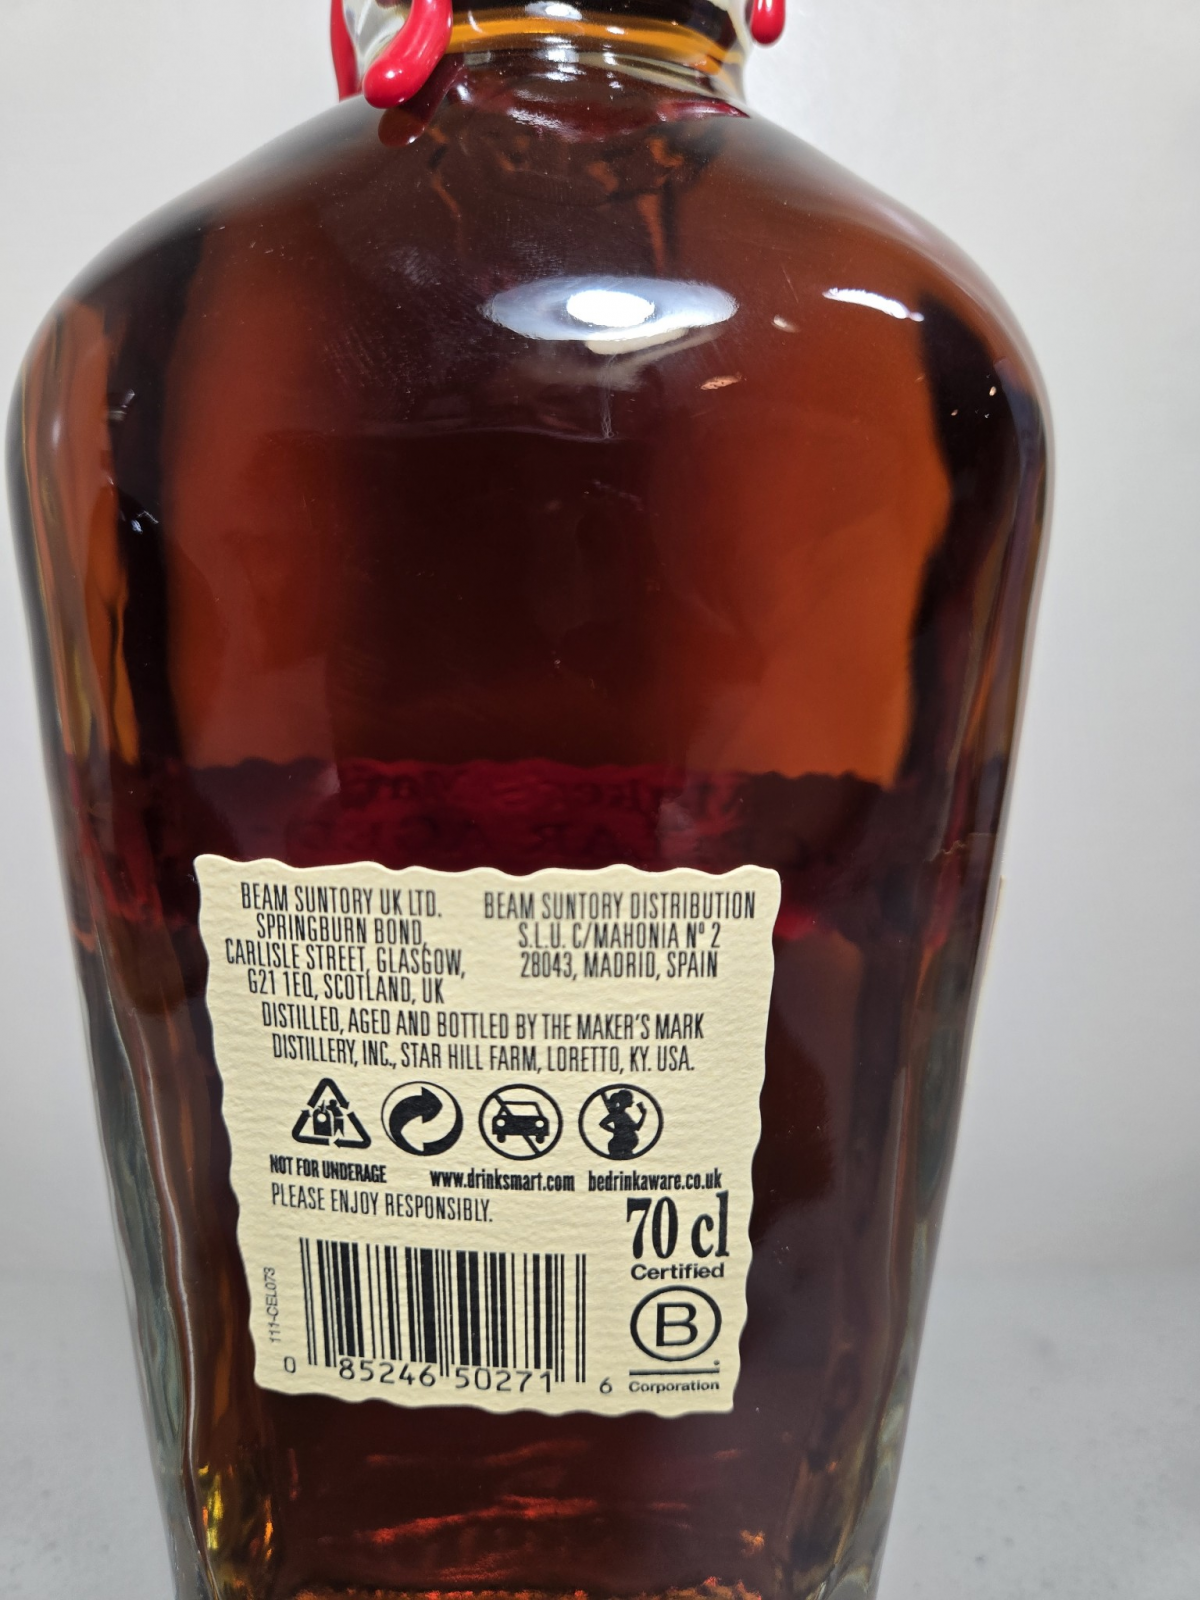 BEAM SUNTORY UK LTD.
SPRINGBURN BOND,
CARLISLE STREET, GLASGOW,
G21 1EQ, SCOTLAND, UK
BEAM SUNTORY DISTRIBUTION
S.L.U. C/MAHONIA Nº 2
28043, MADRID, SPAIN
DISTILLED, AGED AND BOTTLED BY THE MAKER'S MARK
DISTILLERY, INC., STAR HILL FARM, LORETTO, KY. USA.
NOT FOR UNDERAGE
www.drinksmart.com bedrinkaware.co.uk
PLEASE ENJOY RESPONSIBLY.
70 cl
Certified
B
Corporation
111-CEL073
0 85246 50271 6